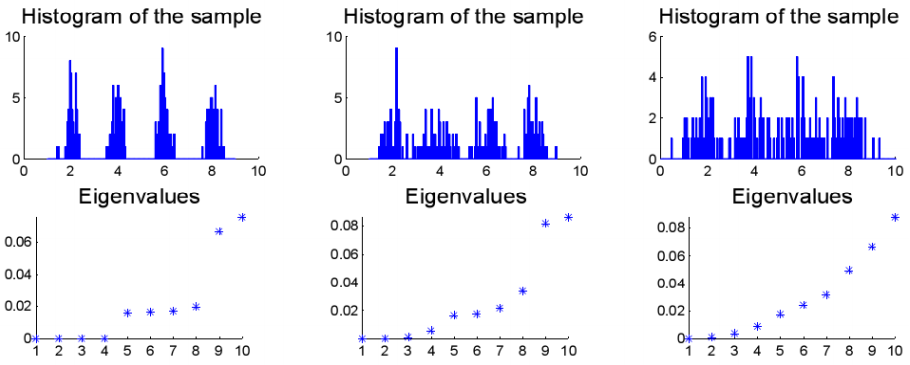 Histogram of the sample Histogram of the sample Histogram of the sample
10 10 6
5 5 4
2
0 0 0
0 2 4 6 8 10 0 2 4 6 8 10 0 2 4 6 8 10
Eigenvalues Eigenvalues Eigenvalues
0.06 0.08 0.08
0.04 0.06 0.06
0.02 0.04 0.04
0.02 0.02
0 0
1 2 3 4 5 6 7 8 9 10 1 2 3 4 5 6 7 8 9 10 1 2 3 4 5 6 7 8 9 10